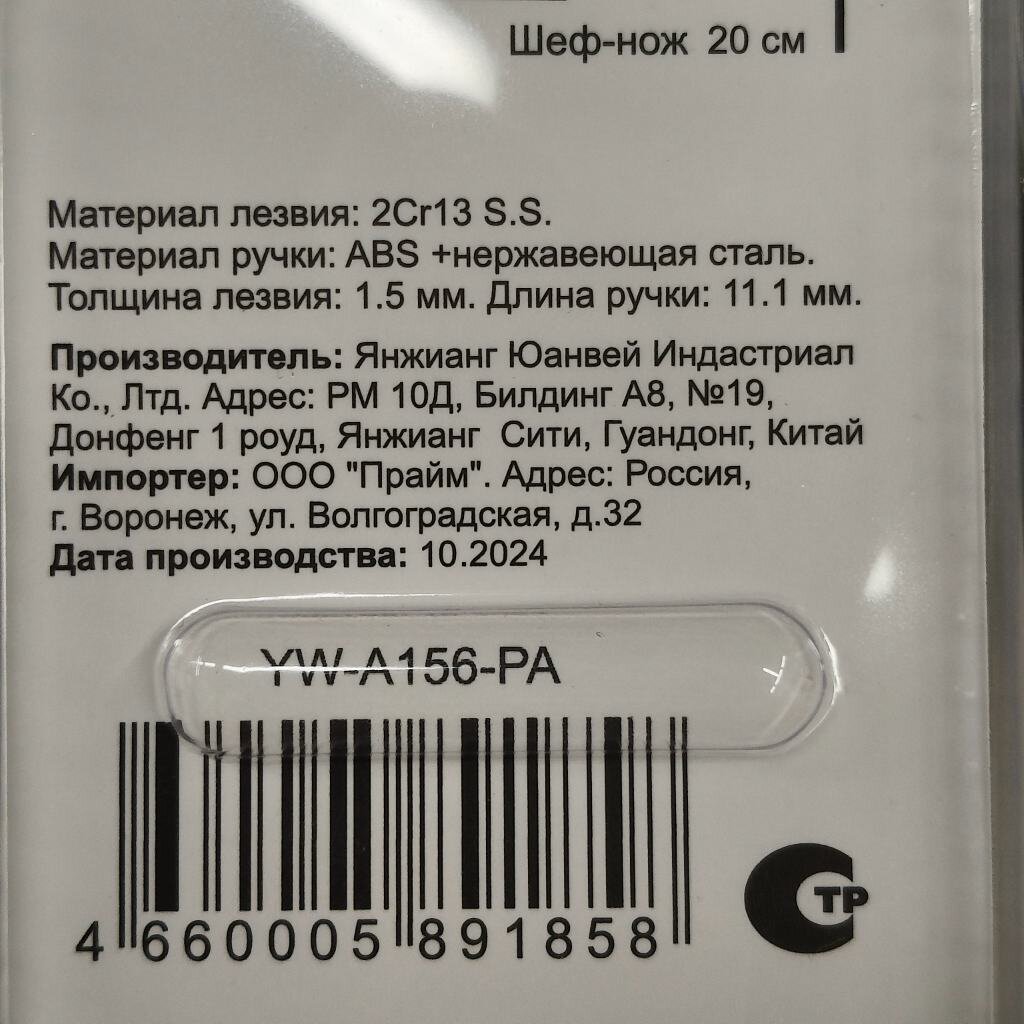 Шеф-нож 20 см
Материал лезвия: 2Cr13 S.S.
Материал ручки: ABS +нержавеющая сталь.
Толщина лезвия: 1.5 мм. Длина ручки: 11.1 мм.
Производитель: Янжианг Юанвей Индастриал
Ко., Лтд. Адрес: РМ 10Д, Билдинг А8, №19,
Донфенг 1 роуд, Янжианг Сити, Гуандонг, Китай
Импортер: ООО "Прайм". Адрес: Россия,
г. Воронеж, ул. Волгоградская, д.32
Дата производства: 10.2024
YW-A156-PA
4 660005 891858
СТР